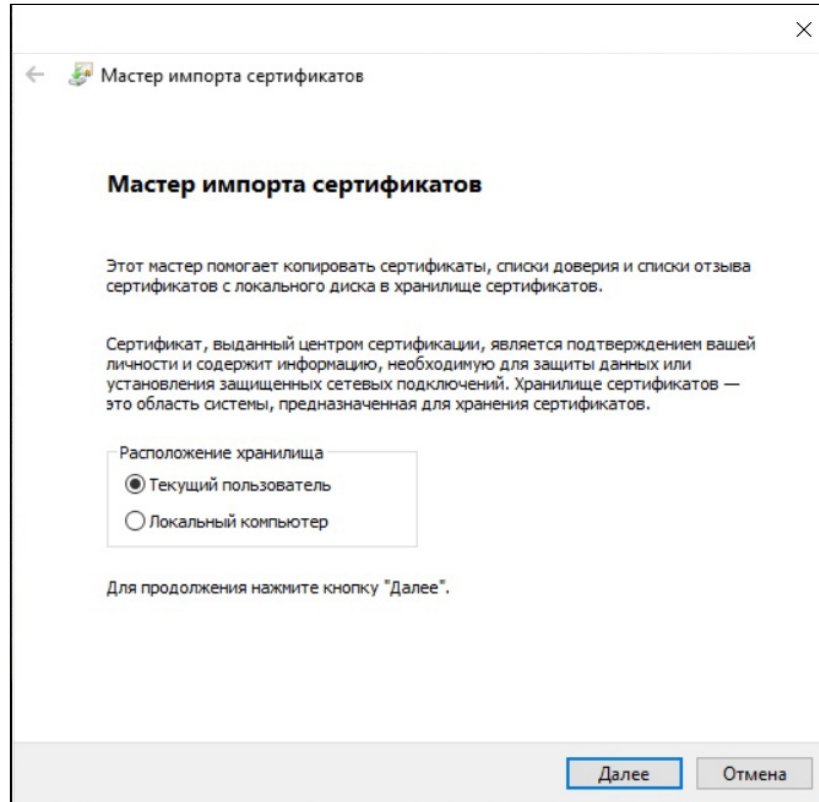 Мастер импорта сертификатов
Мастер импорта сертификатов
Этот мастер помогает копировать сертификаты, списки доверия и списки отзыва
сертификатов с локального диска в хранилище сертификатов.
Сертификат, выданный центром сертификации, является подтверждением вашей
личности и содержит информацию, необходимую для защиты данных или
установления защищенных сетевых подключений. Хранилище сертификатов —
это область системы, предназначенная для хранения сертификатов.
Расположение хранилища
Текущий пользователь
Локальный компьютер
Для продолжения нажмите кнопку "Далее".
Далее
Отмена